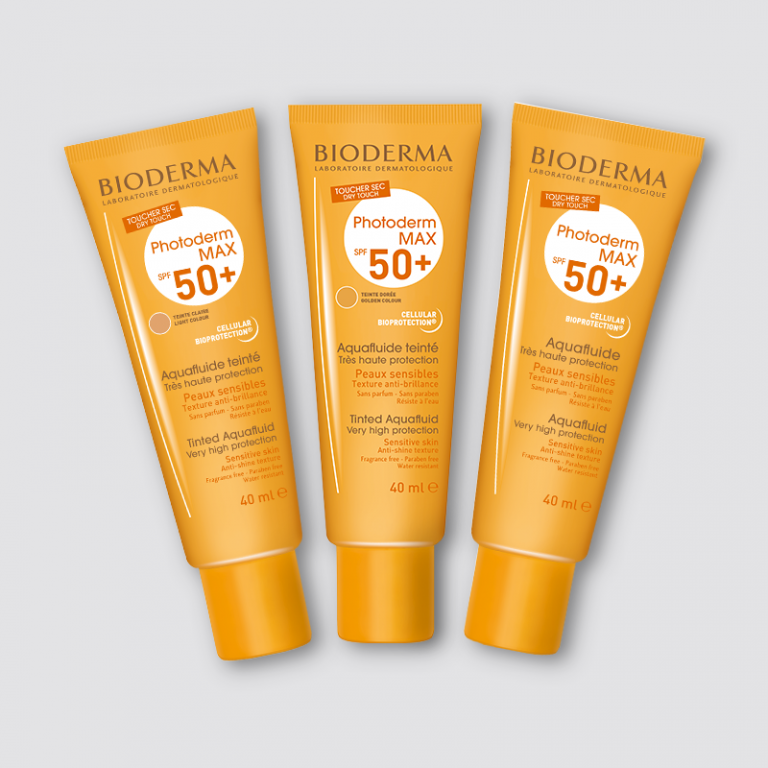 BIODERMA
LABORATOIRE DERMATOLOGIQUE
TOUCHER SEC
DRY TOUCH
Photoderm
MAX
SPF 50+
TEINTE CLAIRE
LIGHT COLOUR
CELLULAR
BIOPROTECTION®
Aquafluide teinté
Très haute protection
Peaux sensibles
Texture anti-brillance
Sans parfum - Sans paraben
Résiste à l'eau
Tinted Aquafluid
Very high protection
Sensitive skin
Anti-shine texture
Fragrance free - Paraben free
Water resistant
40 ml e
BIODERMA
LABORATOIRE DERMATOLOGIQUE
TOUCHER SEC
DRY TOUCH
Photoderm
MAX
SPF 50+
TEINTE DORÉE
GOLDEN COLOUR
CELLULAR
BIOPROTECTION®
Aquafluide teinté
Très haute protection
Peaux sensibles
Texture anti-brillance
Sans parfum - Sans paraben
Résiste à l'eau
Tinted Aquafluid
Very high protection
Sensitive skin
Anti-shine texture
Fragrance free - Paraben free
Water resistant
40 ml e
BIODERMA
LABORATOIRE DERMATOLOGIQUE
TOUCHER SEC
DRY TOUCH
Photoderm
MAX
SPF 50+
CELLULAR
BIOPROTECTION®
Aquafluide
Très haute protection
Peaux sensibles
Texture anti-brillance
Sans parfum - Sans paraben
Résiste à l'eau
Aquafluid
Very high protection
Sensitive skin
Anti-shine texture
Fragrance free - Paraben free
Water resistant
40 ml e